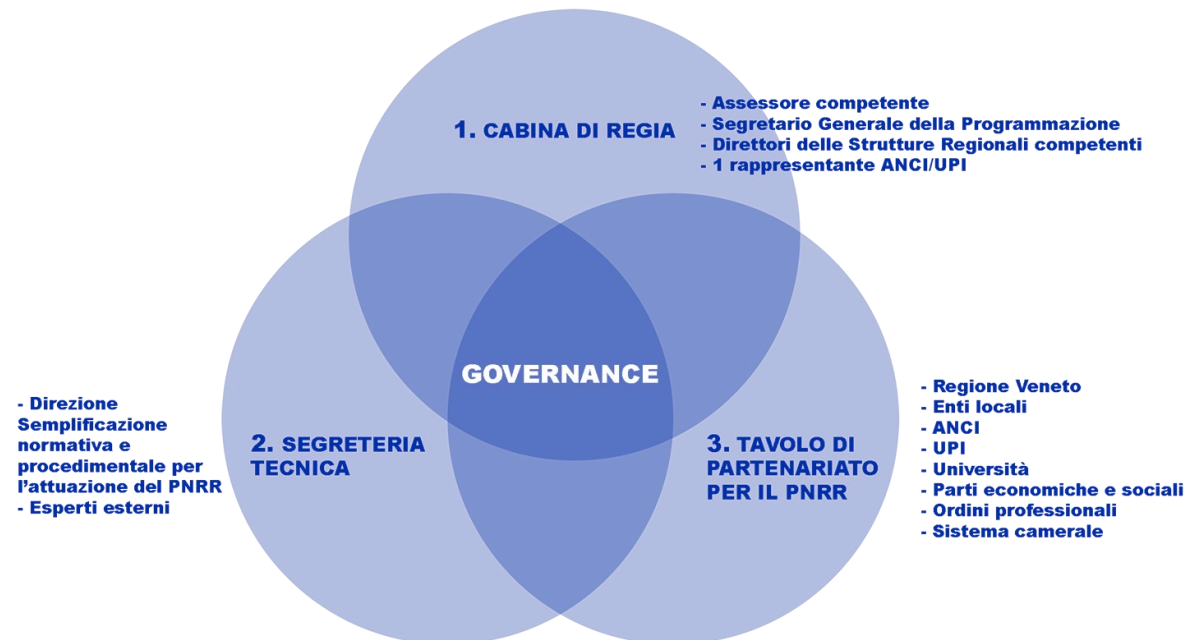 1. CABINA DI REGIA
- Assessore competente
- Segretario Generale della Programmazione
- Direttori delle Strutture Regionali competenti
- 1 rappresentante ANCI/UPI
GOVERNANCE
- Direzione
Semplificazione
normativa e
procedimentale per
l’attuazione del PNRR
- Esperti esterni
2. SEGRETERIA
TECNICA
3. TAVOLO DI
PARTENARIATO
PER IL PNRR
- Regione Veneto
- Enti locali
- ANCI
- UPI
- Università
- Parti economiche e sociali
- Ordini professionali
- Sistema camerale